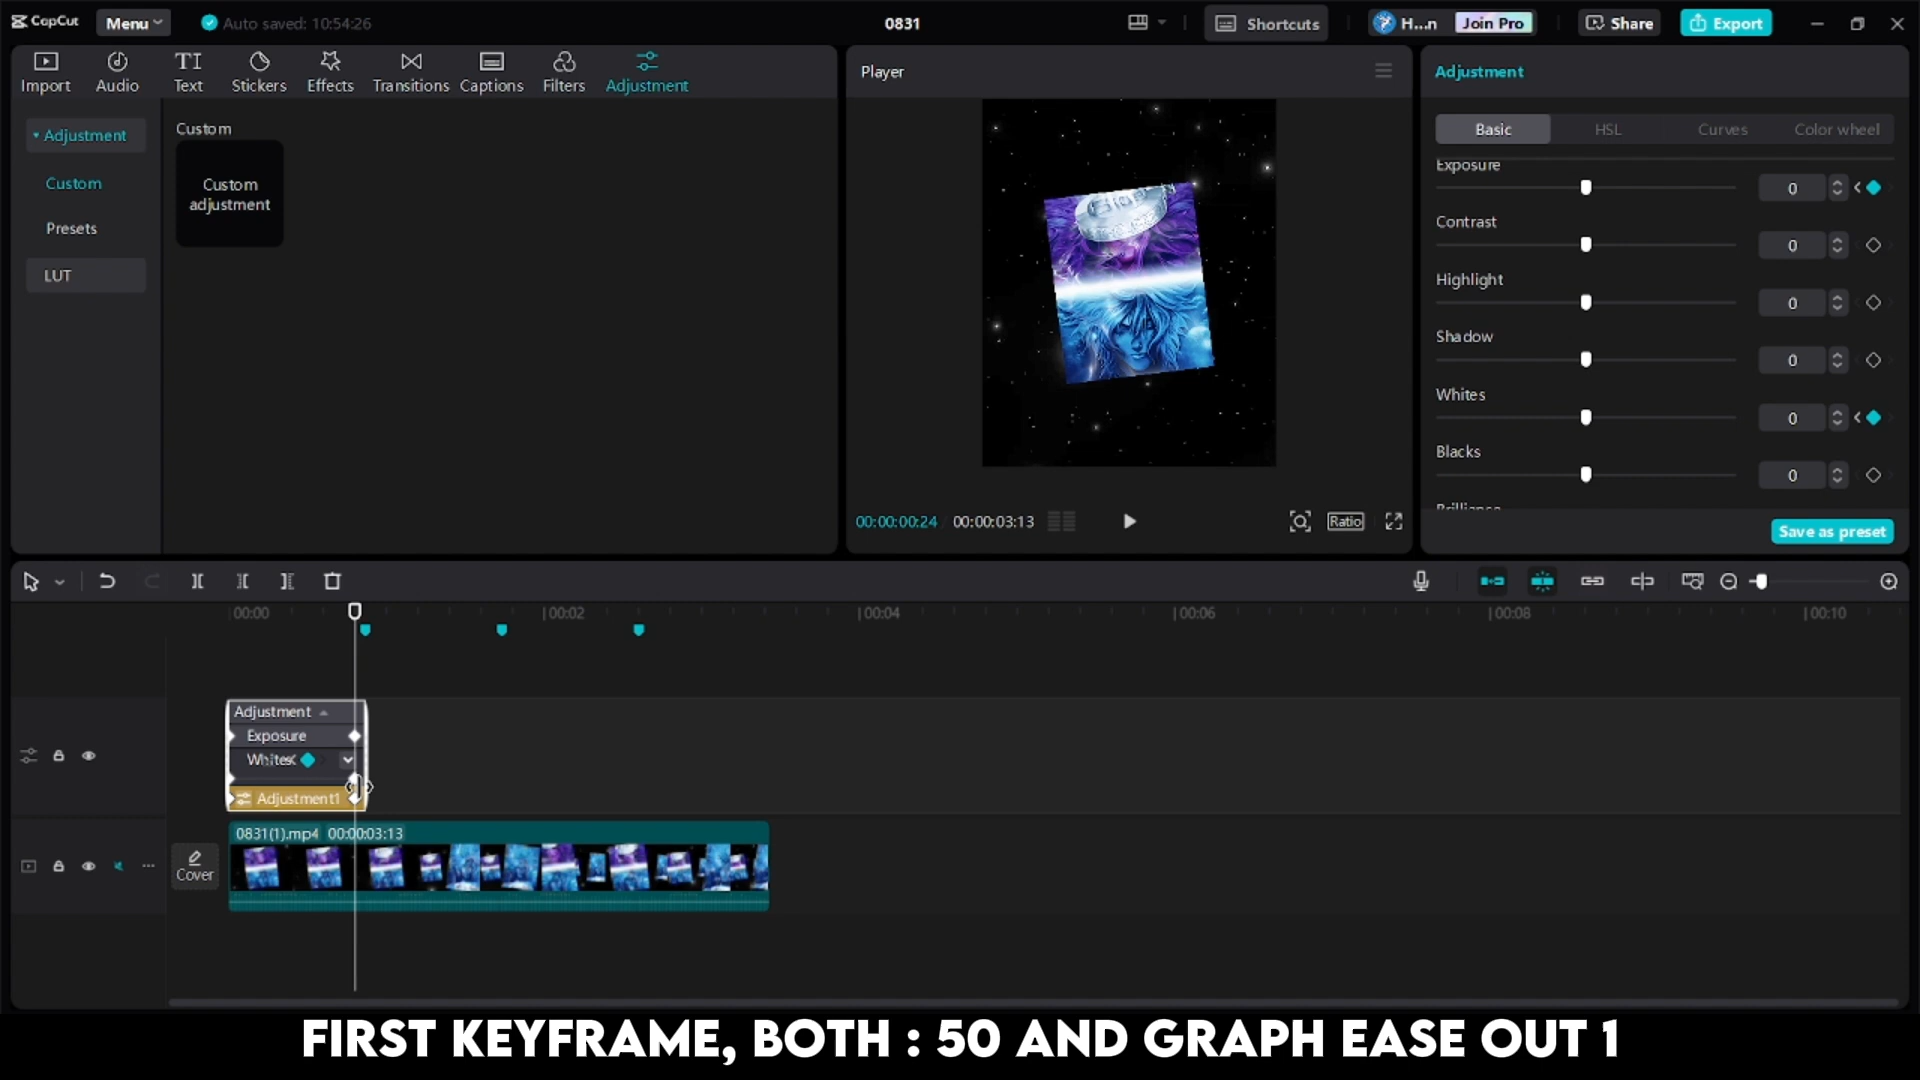 CapCut
Menu
Auto saved: 10:54:26
0831
Shortcuts
H...n
Join Pro
Share
Export
Import
Audio
TI
Text
Stickers
Effects
Transitions
Captions
Filters
Adjustment
Adjustment
Custom
Presets
LUT
Custom
Custom
adjustment
Player
00:00:00:24
00:00:03:13
Ratio
Adjustment
Basic
HSL
Curves
Color wheel
Exposure
0
Contrast
0
Highlight
0
Shadow
0
Whites
0
Blacks
0
Brilliance
Save as preset
00:00
00:02
00:04
00:06
00:08
00:10
Adjustment
Exposure
Whites
Adjustment1
Cover
0831(1).mp4 00:00:03:13
FIRST KEYFRAME, BOTH : 50 AND GRAPH EASE OUT 1